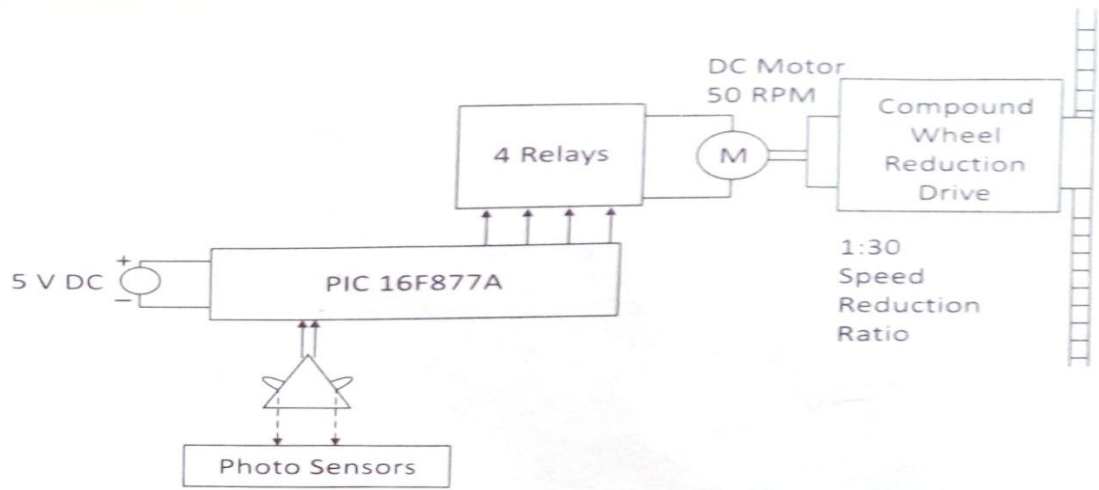 DC Motor
50 RPM
Compound
Wheel
Reduction
Drive
4 Relays
M
1:30
Speed
Reduction
Ratio
+
5 V DC
−
PIC 16F877A
Photo Sensors